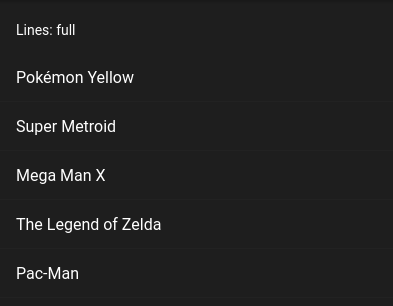 Lines: full
Pokémon Yellow
Super Metroid
Mega Man X
The Legend of Zelda
Pac-Man